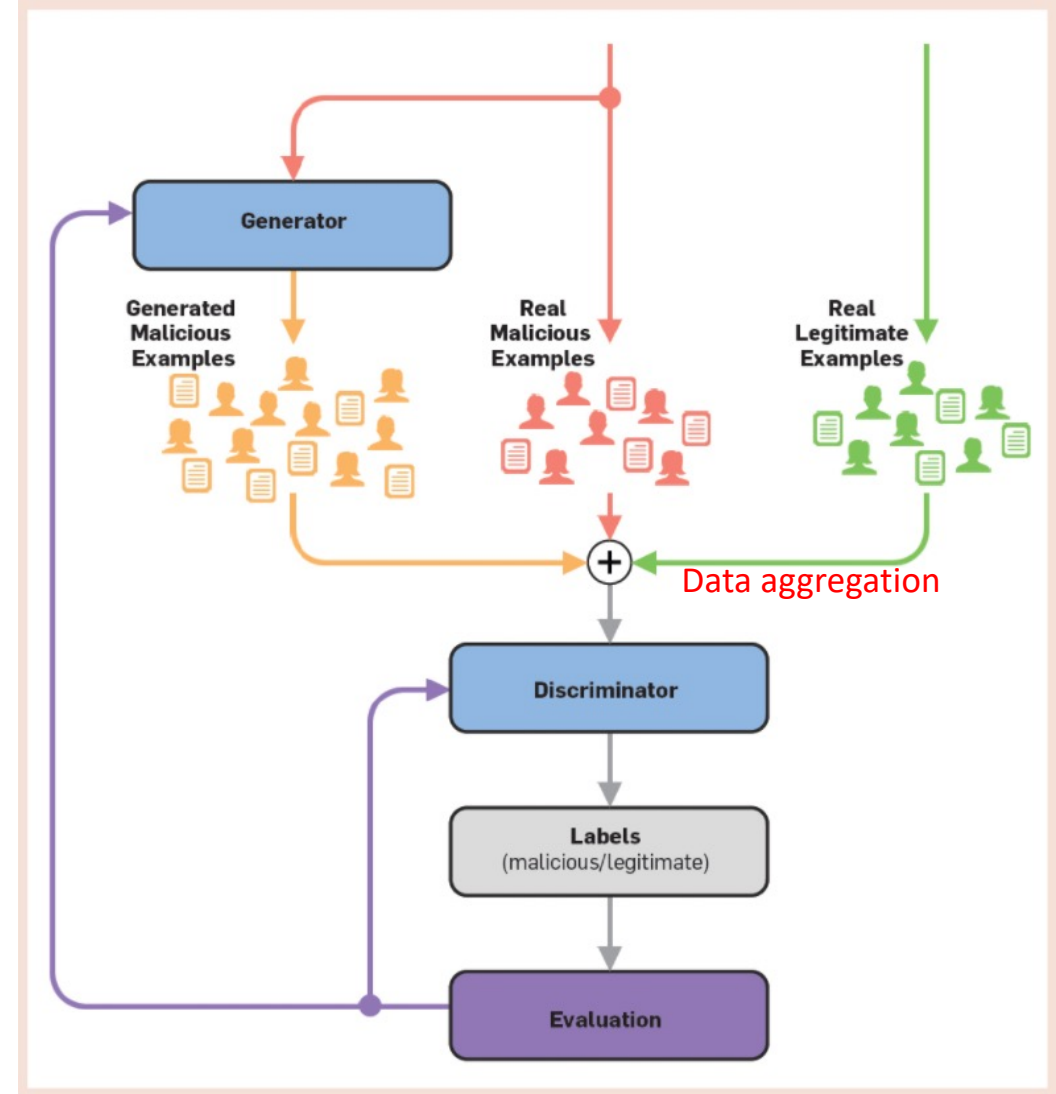 Generator
Generated
Malicious
Examples
Real
Malicious
Examples
Real
Legitimate
Examples
+
Data aggregation
Discriminator
Labels
(malicious/legitimate)
Evaluation